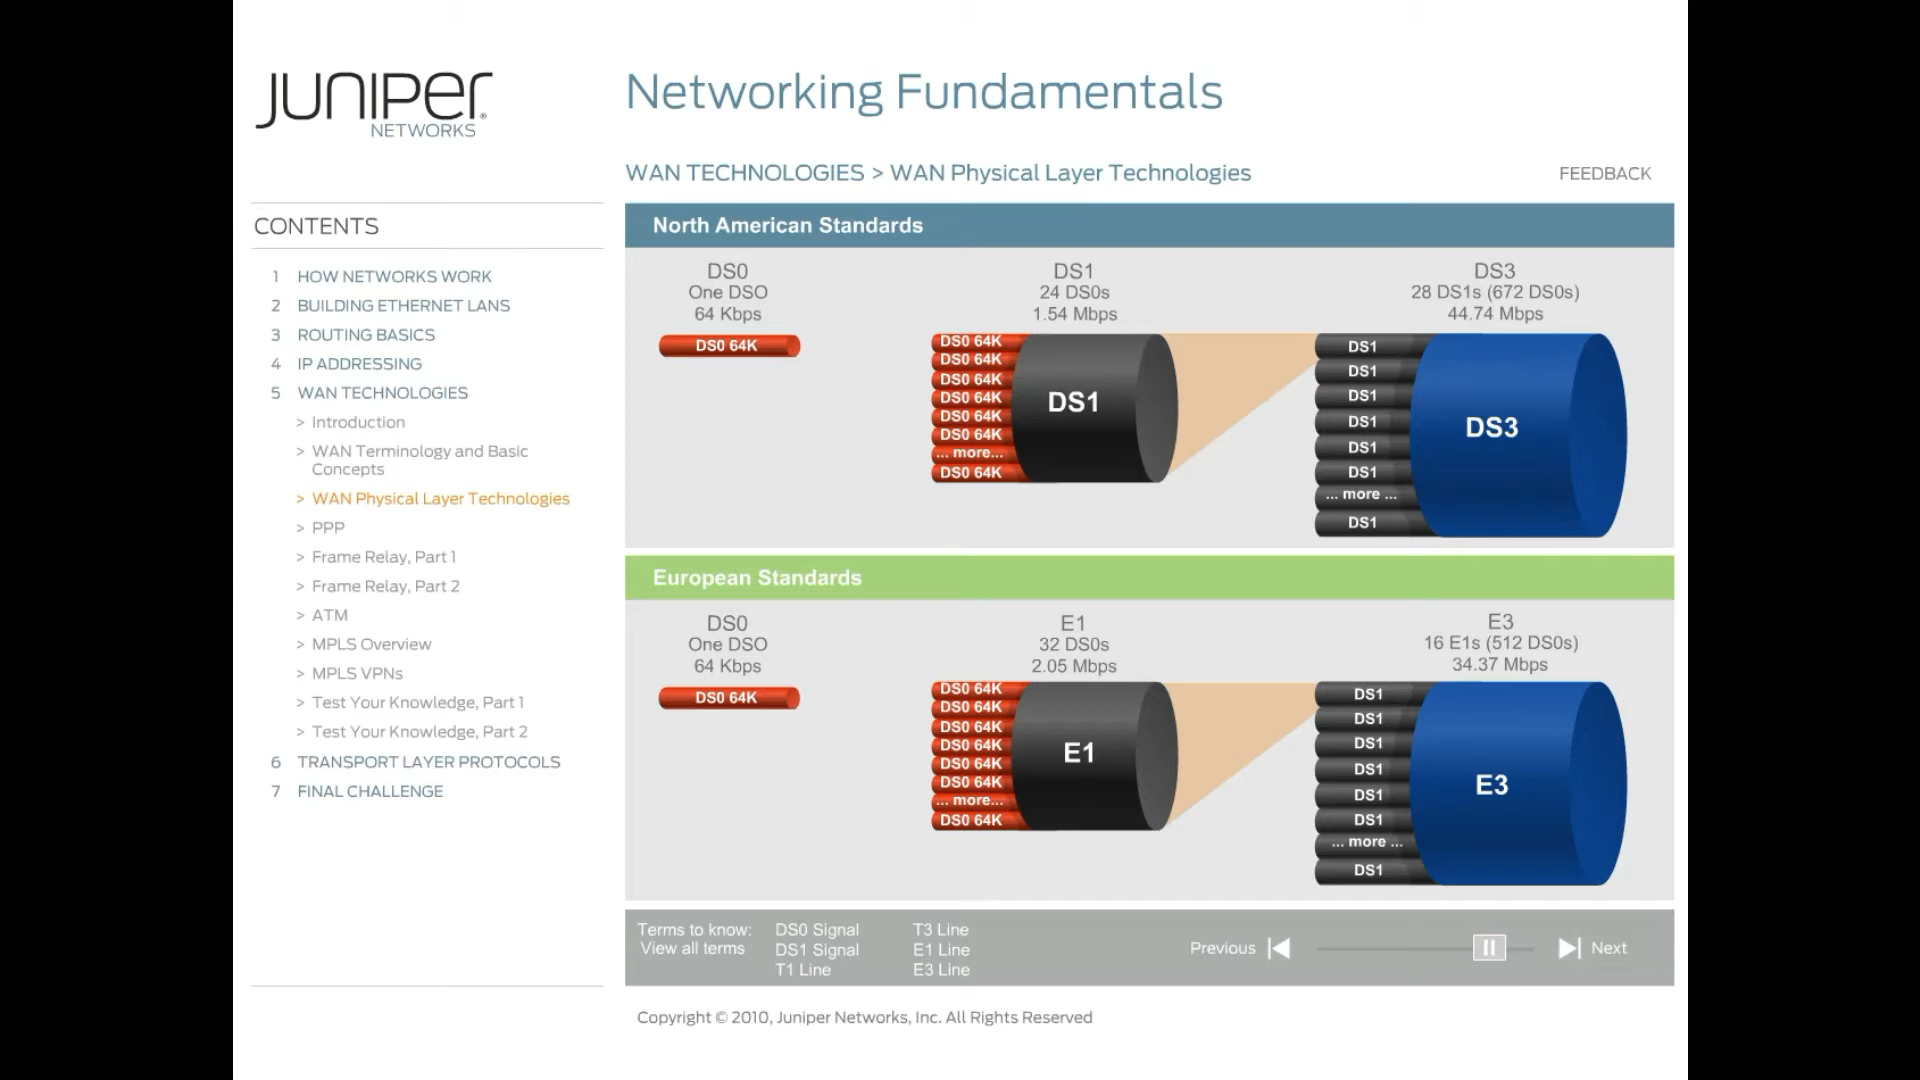 JUNIPER
NETWORKS
Networking Fundamentals
WAN TECHNOLOGIES > WAN Physical Layer Technologies
FEEDBACK
CONTENTS
1 HOW NETWORKS WORK
2 BUILDING ETHERNET LANS
3 ROUTING BASICS
4 IP ADDRESSING
5 WAN TECHNOLOGIES
> Introduction
> WAN Terminology and Basic
Concepts
> WAN Physical Layer Technologies
> PPP
> Frame Relay, Part 1
> Frame Relay, Part 2
> ATM
> MPLS Overview
> MPLS VPNs
> Test Your Knowledge, Part 1
> Test Your Knowledge, Part 2
6 TRANSPORT LAYER PROTOCOLS
7 FINAL CHALLENGE
North American Standards
DS0
One DSO
64 Kbps
DS0 64K
DS1
24 DS0s
1.54 Mbps
DS0 64K
DS0 64K
DS0 64K
DS0 64K
DS0 64K
DS0 64K
... more...
DS0 64K
DS1
DS3
28 DS1s (672 DS0s)
44.74 Mbps
DS1
DS1
DS1
DS1
DS1
DS1
... more ...
DS1
DS3
European Standards
DS0
One DSO
64 Kbps
DS0 64K
E1
32 DS0s
2.05 Mbps
DS0 64K
DS0 64K
DS0 64K
DS0 64K
DS0 64K
DS0 64K
... more...
DS0 64K
E1
E3
16 E1s (512 DS0s)
34.37 Mbps
DS1
DS1
DS1
DS1
DS1
DS1
... more ...
DS1
E3
Terms to know:
View all terms
DS0 Signal
DS1 Signal
T1 Line
T3 Line
E1 Line
E3 Line
Previous
Next
Copyright © 2010, Juniper Networks, Inc. All Rights Reserved